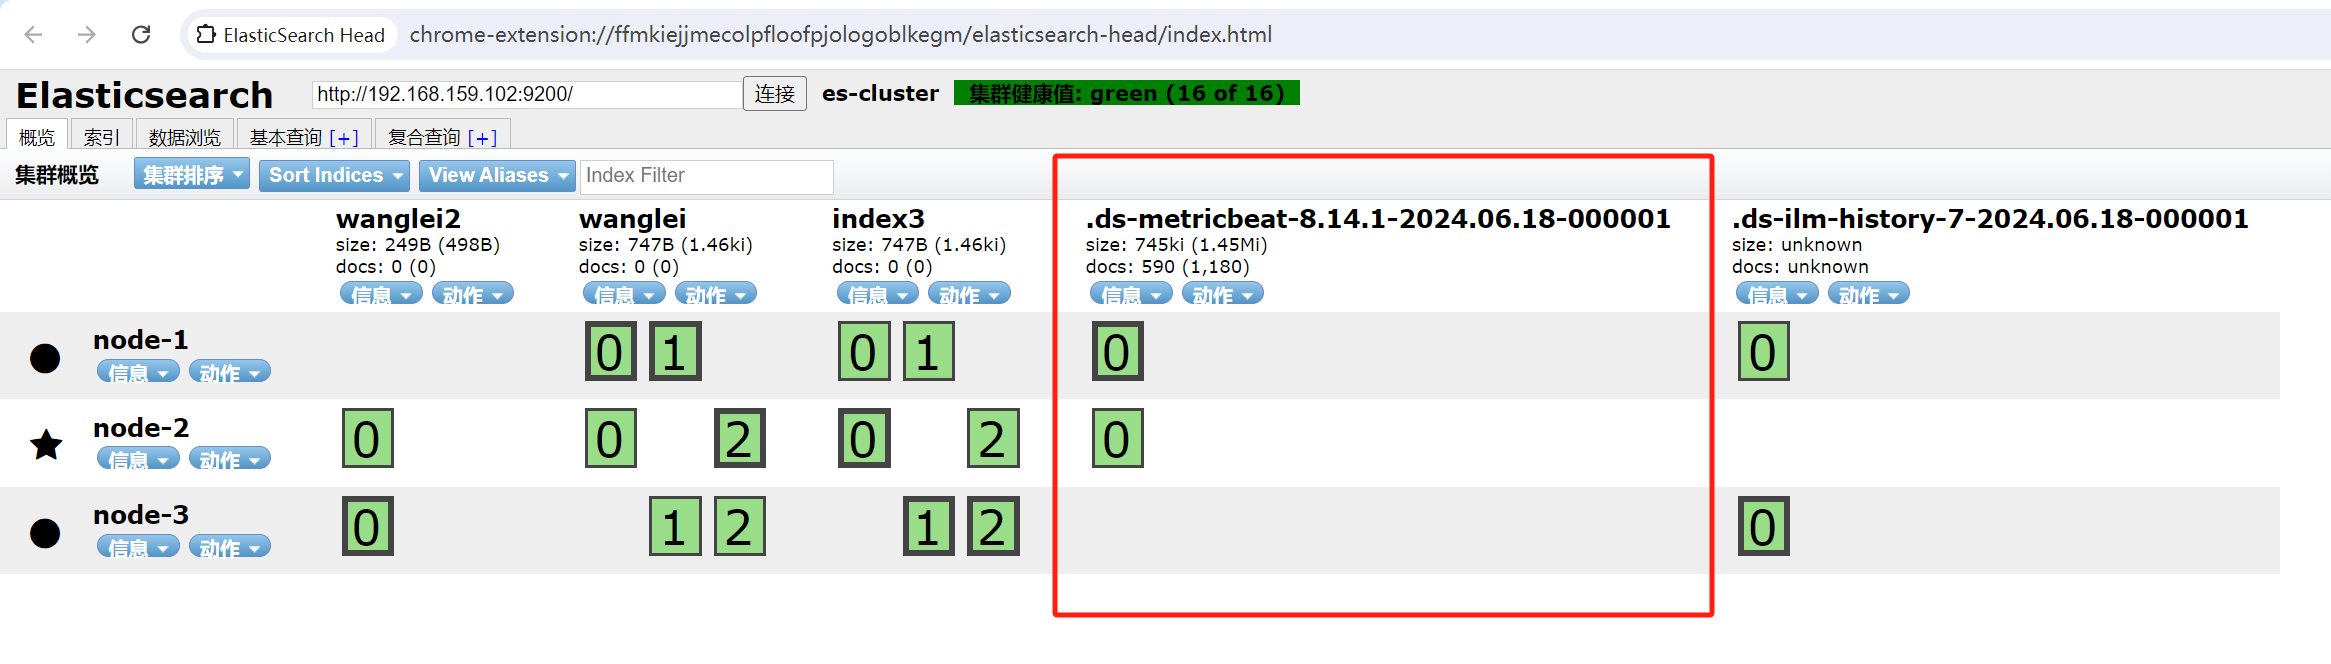 ElasticSearch Head chrome-extension://ffmkiejjmecolpfloofpjologoblkegm/elasticsearch-head/index.html
Elasticsearch http://192.168.159.102:9200/ 连接 es-cluster 集群健康值: green (16 of 16)
概览 索引 数据浏览 基本查询 [+] 复合查询 [+]
集群概览 集群排序 Sort Indices View Aliases Index Filter
wanglei2 wanglei index3 .ds-metricbeat-8.14.1-2024.06.18-000001 .ds-ilm-history-7-2024.06.18-000001
size: 249B (498B) size: 747B (1.46ki) size: 747B (1.46ki) size: 745ki (1.45Mi) size: unknown
docs: 0 (0) docs: 0 (0) docs: 0 (0) docs: 590 (1,180) docs: unknown
信息 动作 信息 动作 信息 动作 信息 动作 信息 动作
node-1 0 1 0 1 0 0
信息 动作
node-2 0 0 2 0 2 0
信息 动作
node-3 0 1 2 1 2 0
信息 动作